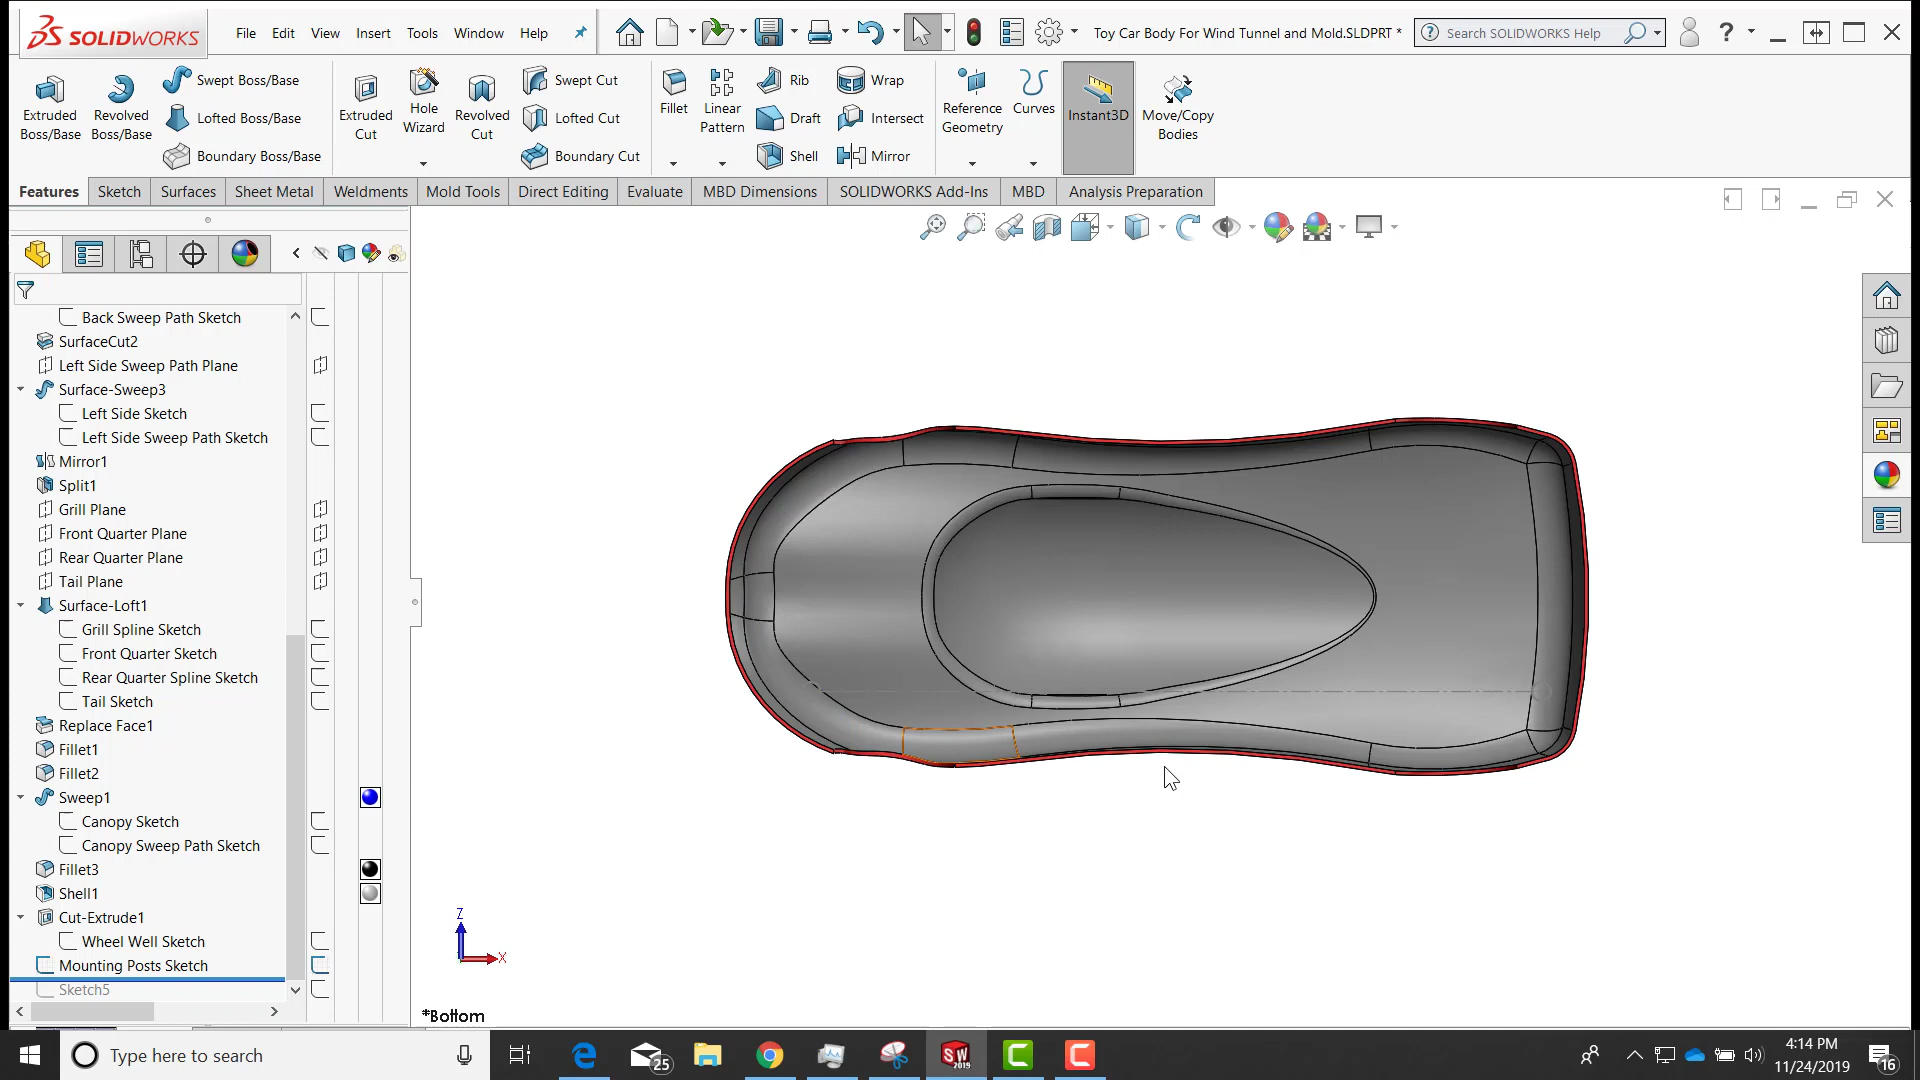 SOLIDWORKS
File Edit View Insert Tools Window Help
Toy Car Body For Wind Tunnel and Mold.SLDPRT *
Search SOLIDWORKS Help
?
Extruded Boss/Base
Revolved Boss/Base
Swept Boss/Base
Lofted Boss/Base
Boundary Boss/Base
Extruded Cut
Hole Wizard
Revolved Cut
Swept Cut
Lofted Cut
Boundary Cut
Fillet
Linear Pattern
Rib
Draft
Shell
Wrap
Intersect
Mirror
Reference Geometry
Curves
Instant3D
Move/Copy Bodies
Features Sketch Surfaces Sheet Metal Weldments Mold Tools Direct Editing Evaluate MBD Dimensions SOLIDWORKS Add-Ins MBD Analysis Preparation
Back Sweep Path Sketch
SurfaceCut2
Left Side Sweep Path Plane
Surface-Sweep3
Left Side Sketch
Left Side Sweep Path Sketch
Mirror1
Split1
Grill Plane
Front Quarter Plane
Rear Quarter Plane
Tail Plane
Surface-Loft1
Grill Spline Sketch
Front Quarter Sketch
Rear Quarter Spline Sketch
Tail Sketch
Replace Face1
Fillet1
Fillet2
Sweep1
Canopy Sketch
Canopy Sweep Path Sketch
Fillet3
Shell1
Cut-Extrude1
Wheel Well Sketch
Mounting Posts Sketch
Sketch5
Z
X
*Bottom
Type here to search
25
SW
2019
4:14 PM
11/24/2019
16